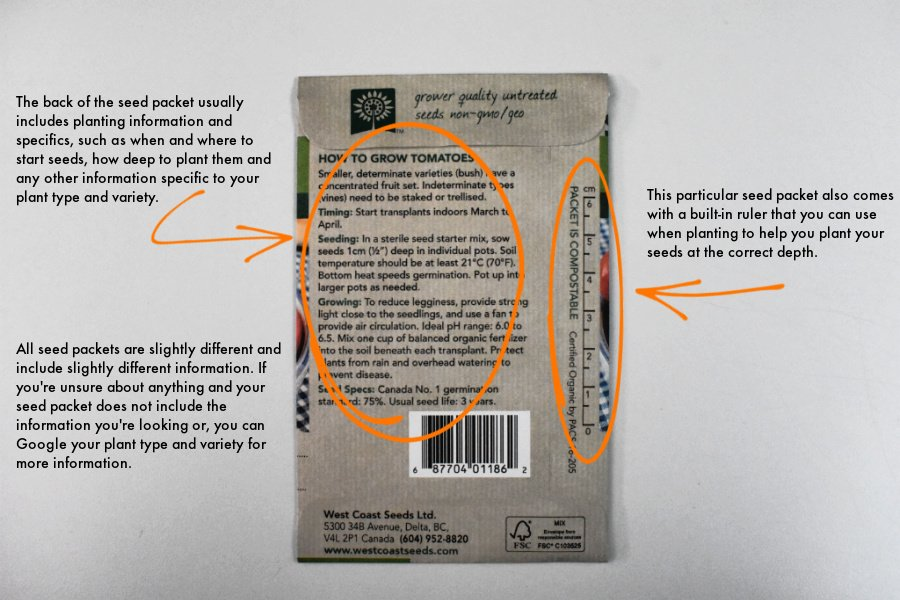 The back of the seed packet usually
includes planting information and
specifics, such as when and where to
start seeds, how deep to plant them and
any other information specific to your
plant type and variety.
All seed packets are slightly different and
include slightly different information. If
you're unsure about anything and your
seed packet does not include the
information you're looking or, you can
Google your plant type and variety for
more information.
grower quality untreated
seeds non-gmo/geo
TM
HOW TO GROW TOMATOES
Smaller, determinate varieties (bush) have a
concentrated fruit set. Indeterminate types
(vines) need to be staked or trellised.
Timing: Start transplants indoors March to
April.
Seeding: In a sterile seed starter mix, sow
seeds 1cm (½") deep in individual pots. Soil
temperature should be at least 21°C (70°F).
Bottom heat speeds germination. Pot up into
larger pots as needed.
Growing: To reduce legginess, provide strong
light close to the seedlings, and use a fan to
provide air circulation. Ideal pH range: 6.0 to
6.5. Mix one cup of balanced organic fertilizer
into the soil beneath each transplant. Protect
plants from rain and overhead watering to
prevent disease.
Seed Specs: Canada No. 1 germination
standard: 75%. Usual seed life: 3 years.
6 87704 01186 2
West Coast Seeds Ltd.
5300 34B Avenue, Delta, BC,
V4L 2P1 Canada (604) 952-8820
www.westcoastseeds.com
PACKET IS COMPOSTABLE Certified Organic by PACS 16-205
cm 6 5 4 3 2 1 0
FSC
MIX
Envelope from
responsible sources
FSC® C103525
This particular seed packet also comes
with a built-in ruler that you can use
when planting to help you plant your
seeds at the correct depth.